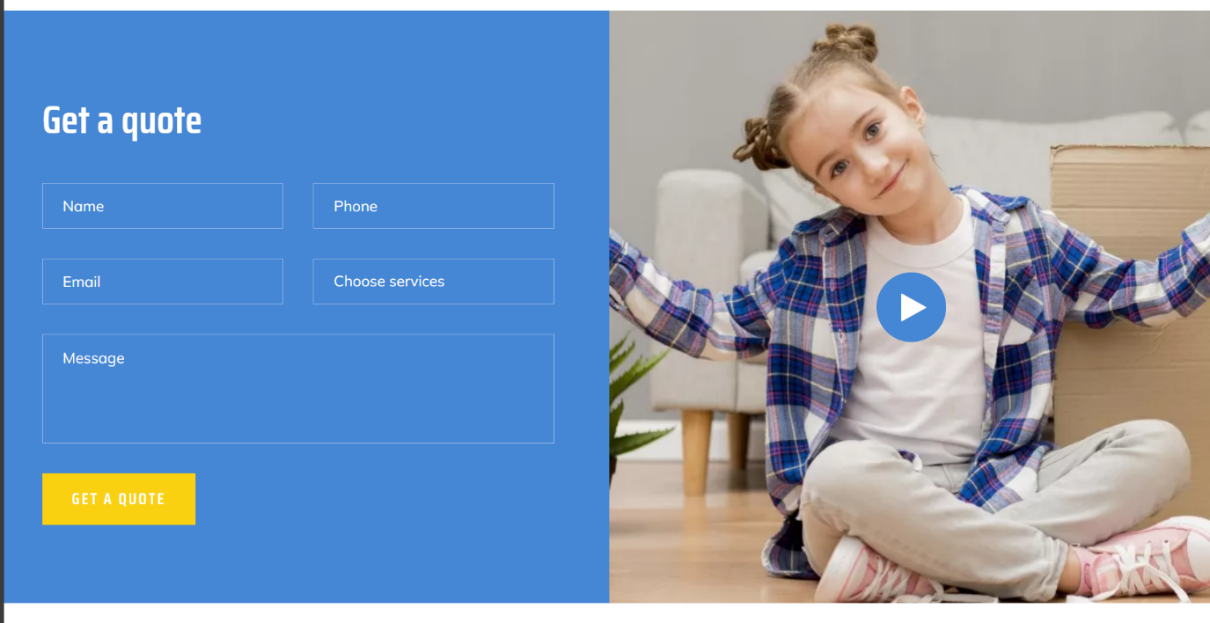 Get a quote
Name
Phone
Email
Choose services
Message
GET A QUOTE